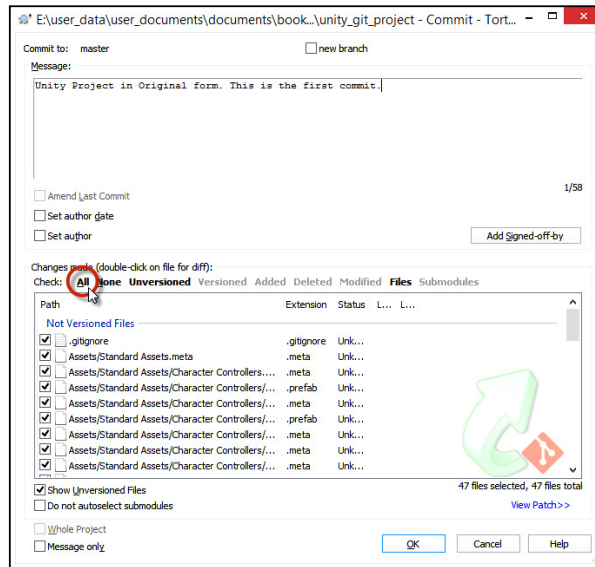 E:\user_data\user_documents\documents\book...\unity_git_project - Commit - Tort...
Commit to: master new branch
Message:
Unity Project in Original form. This is the first commit.
1/58
Amend Last Commit
Set author date
Set author Add Signed-off-by
Changes made (double-click on file for diff):
Check: All None Unversioned Versioned Added Deleted Modified Files Submodules
Path Extension Status L... L...
Not Versioned Files
.gitignore .gitignore Unk...
Assets/Standard Assets.meta .meta Unk...
Assets/Standard Assets/Character Controllers.... .meta Unk...
Assets/Standard Assets/Character Controllers/... .prefab Unk...
Assets/Standard Assets/Character Controllers/... .meta Unk...
Assets/Standard Assets/Character Controllers/... .prefab Unk...
Assets/Standard Assets/Character Controllers/... .meta Unk...
Assets/Standard Assets/Character Controllers/... .meta Unk...
Assets/Standard Assets/Character Controllers/... .meta Unk...
Show Unversioned Files 47 files selected, 47 files total
Do not autoselect submodules View Patch>>
Whole Project
Message only OK Cancel Help